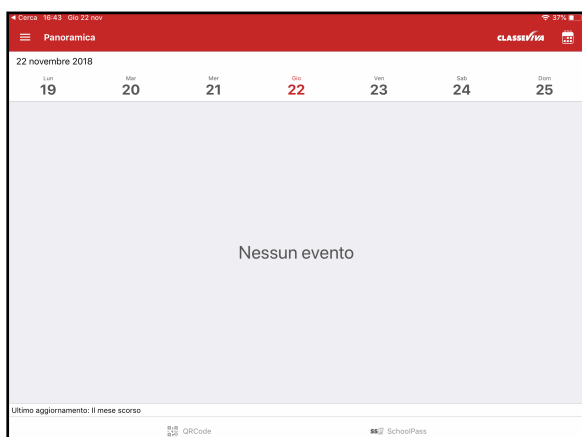 Cerca 16:43 Gio 22 nov 37%
Panoramica CLASSEVIVA
22 novembre 2018
Lun Mar Mer Gio Ven Sab Dom
19 20 21 22 23 24 25
Nessun evento
Ultimo aggiornamento: Il mese scorso
QRCode SS SchoolPass